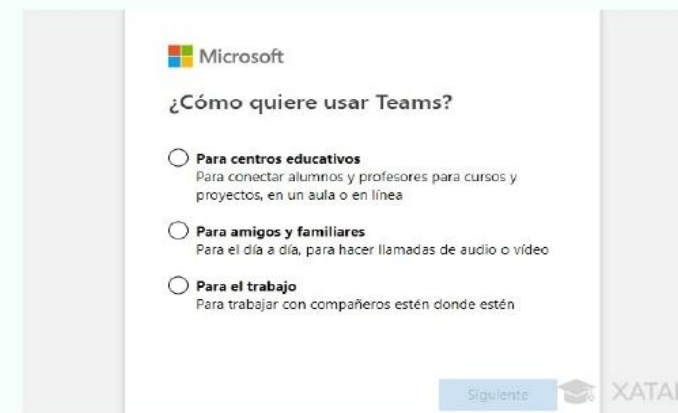 Microsoft
¿Cómo quiere usar Teams?
Para centros educativos
Para conectar alumnos y profesores para cursos y
proyectos, en un aula o en línea
Para amigos y familiares
Para el día a día, para hacer llamadas de audio o vídeo
Para el trabajo
Para trabajar con compañeros estén donde estén
Siguiente